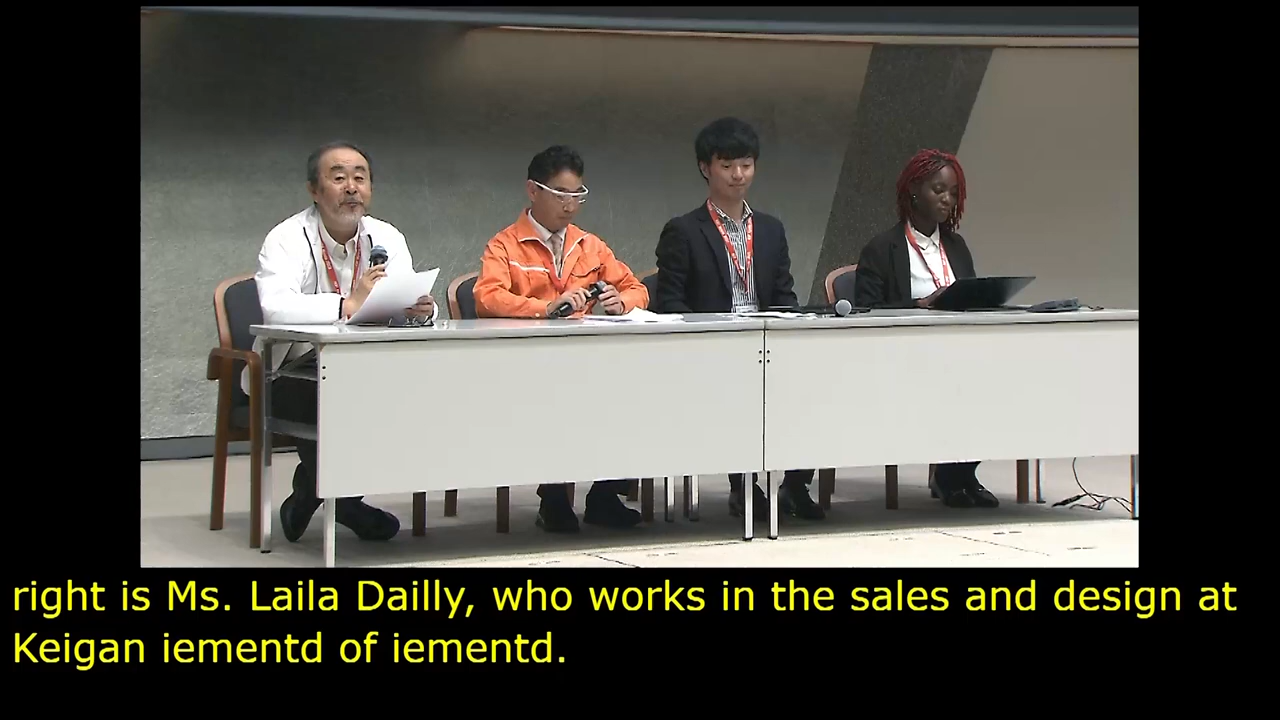 right is Ms. Laila Dailly, who works in the sales and design at
Keigan iementd of iementd.